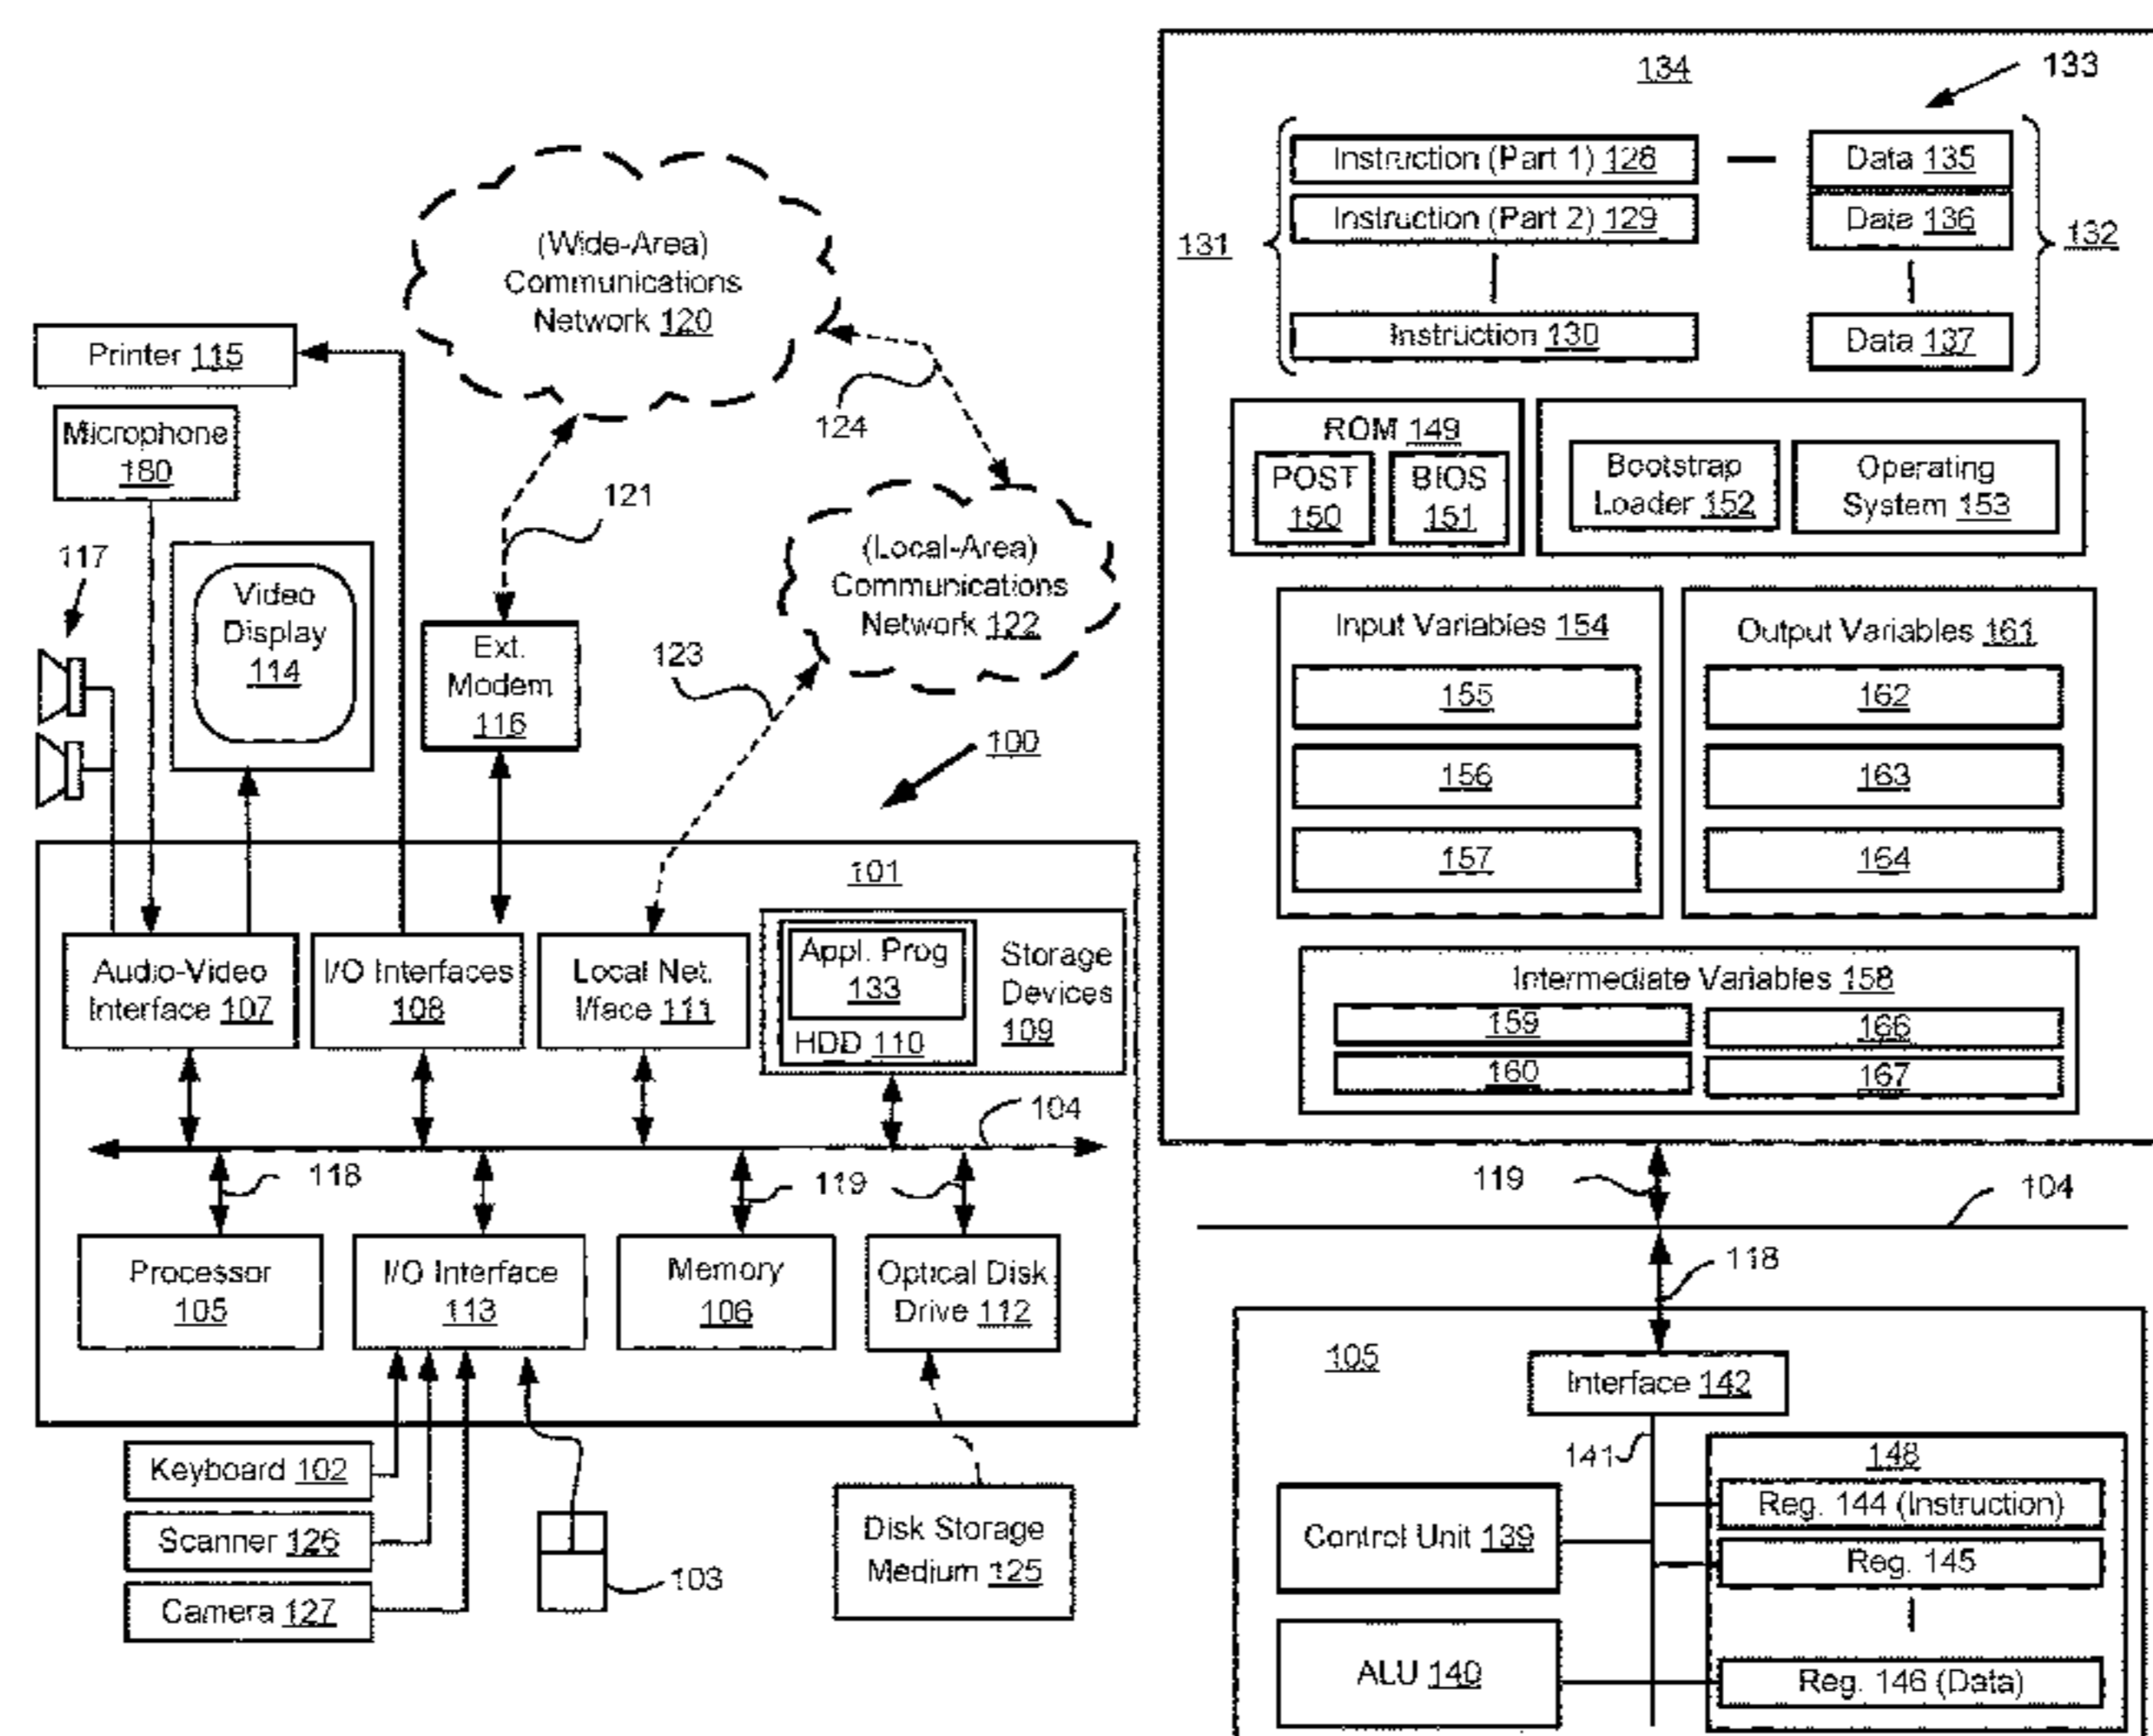 (Wide-Area)
Communications
Network 120
Printer 115
Microphone
180
124
121
117
Video
Display
114
(Local-Area)
Communications
Network 122
Ext.
Modem
116
123
100
101
Audio-Video
Interface 107
I/O Interfaces
108
Local Net.
I/face 111
Appl. Prog
133
HDD 110
Storage
Devices
109
104
118
119
Processor
105
I/O Interface
113
Memory
106
Optical Disk
Drive 112
Keyboard 102
Scanner 126
Camera 127
103
Disk Storage
Medium 125
134
133
131
Instruction (Part 1) 128
Instruction (Part 2) 129
Instruction 130
Data 135
Data 136
Data 137
132
ROM 149
POST
150
BIOS
151
Bootstrap
Loader 152
Operating
System 153
Input Variables 154
155
156
157
Output Variables 161
162
163
164
Intermediate Variables 158
159
160
166
167
119
104
118
105
Interface 142
141
148
Reg. 144 (Instruction)
Reg. 145
Reg. 146 (Data)
Control Unit 139
ALU 140